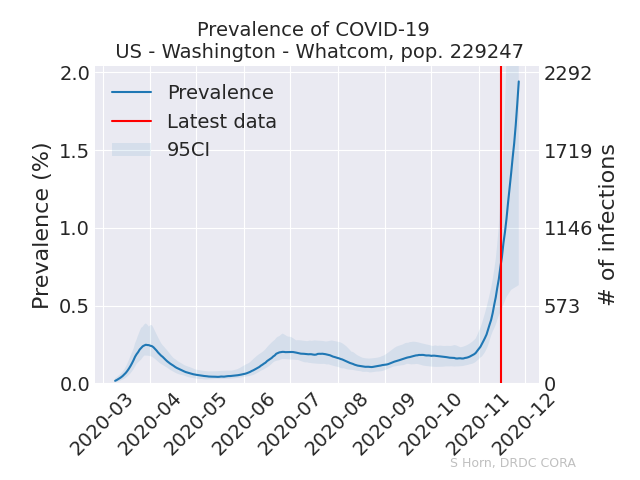 Prevalence of COVID-19
US - Washington - Whatcom, pop. 229247
Prevalence
Latest data
95CI
Prevalence (%)
2.0
1.5
1.0
0.5
0.0
2292
1719
1146
573
0
# of infections
2020-03
2020-04
2020-05
2020-06
2020-07
2020-08
2020-09
2020-10
2020-11
2020-12
S Horn, DRDC CORA